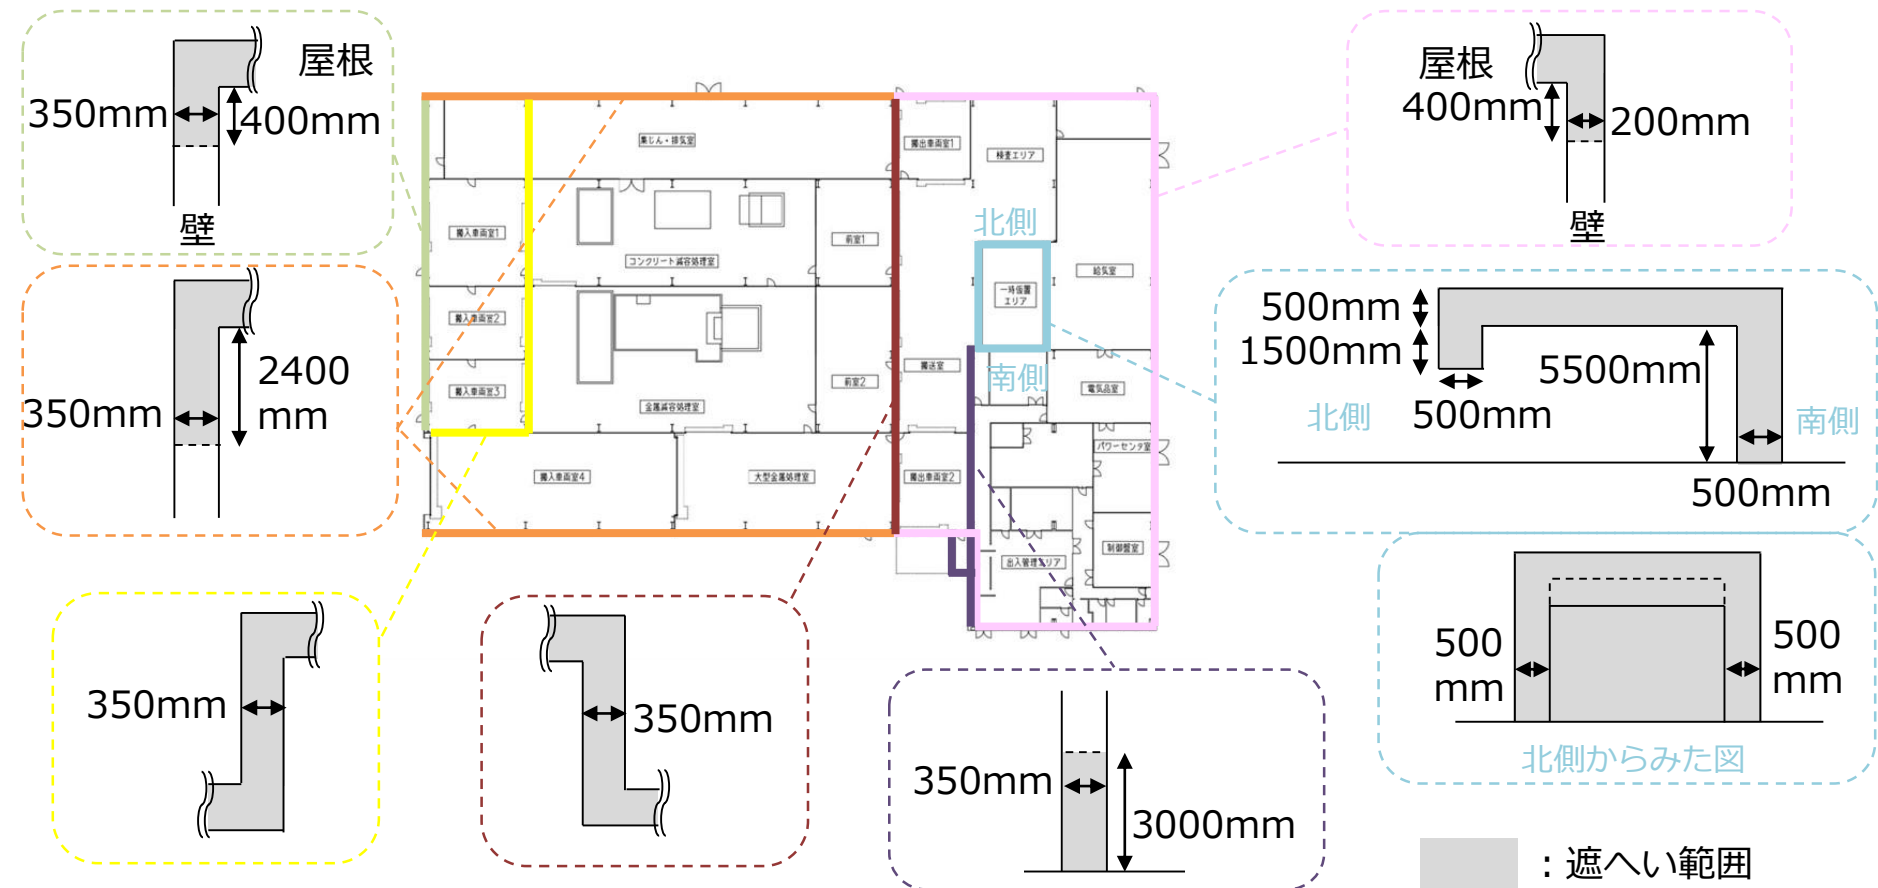 屋根
350mm
400mm
壁
350mm
2400
mm
350mm
350mm
集じん・排気室
搬出車両室1
検査エリア
搬入車両室1
コンクリート減容処理室
前室1
北側
給気室
一時仮置
エリア
搬入車両室2
搬入車両室3
金属減容処理室
前室2
搬送室
南側
電気品室
搬入車両室4
大型金属処理室
搬出車両室2
パワーセンタ室
制御盤室
出入管理エリア
350mm
3000mm
屋根
400mm
200mm
壁
500mm
1500mm
5500mm
北側
500mm
南側
500mm
500
mm
500
mm
北側からみた図
：遮へい範囲